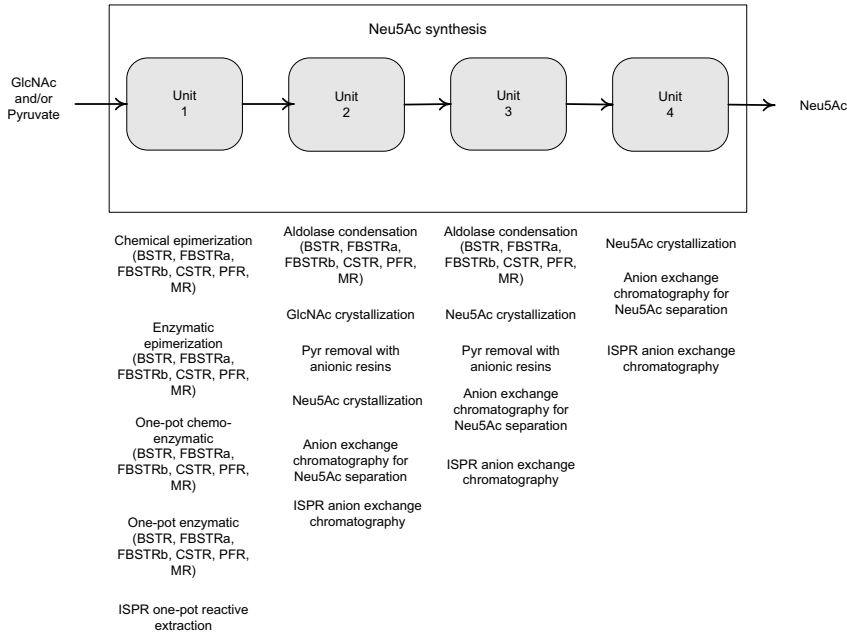 Neu5Ac synthesis
GlcNAc
and/or
Pyruvate
Unit
1
Unit
2
Unit
3
Unit
4
Neu5Ac
Chemical epimerization
(BSTR, FBSTRa,
FBSTRb, CSTR, PFR,
MR)
Enzymatic
epimerization
(BSTR, FBSTRa,
FBSTRb, CSTR, PFR,
MR)
One-pot chemo-
enzymatic
(BSTR, FBSTRa,
FBSTRb, CSTR, PFR,
MR)
One-pot enzymatic
(BSTR, FBSTRa,
FBSTRb, CSTR, PFR,
MR)
ISPR one-pot reactive
extraction
Aldolase condensation
(BSTR, FBSTRa,
FBSTRb, CSTR, PFR,
MR)
GlcNAc crystallization
Pyr removal with
anionic resins
Neu5Ac crystallization
Anion exchange
chromatography for
Neu5Ac separation
ISPR anion exchange
chromatography
Aldolase condensation
(BSTR, FBSTRa,
FBSTRb, CSTR, PFR,
MR)
Neu5Ac crystallization
Pyr removal with
anionic resins
Anion exchange
chromatography for
Neu5Ac separation
ISPR anion exchange
chromatography
Neu5Ac crystallization
Anion exchange
chromatography for
Neu5Ac separation
ISPR anion exchange
chromatography